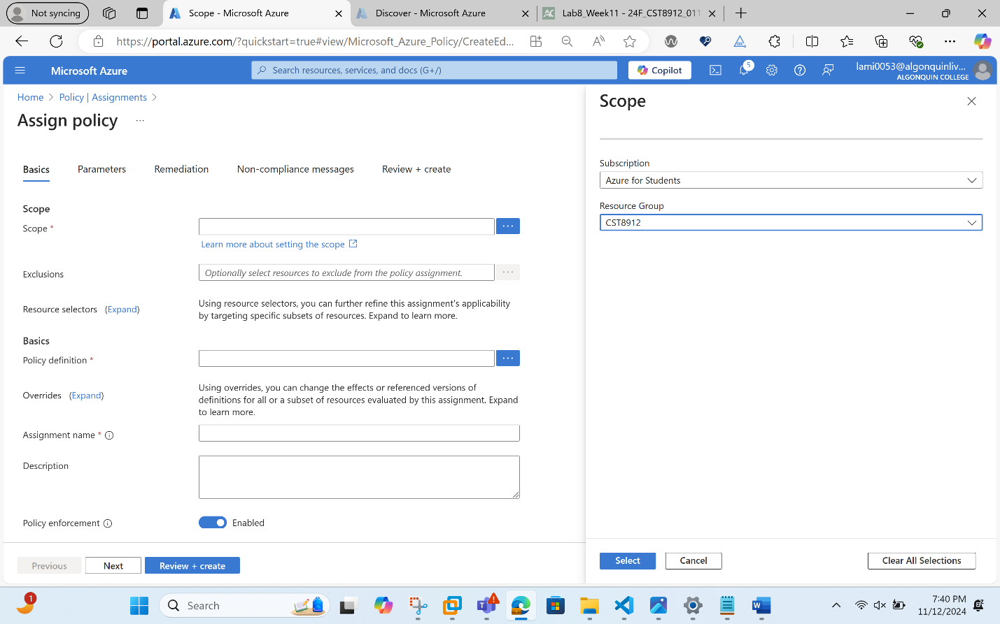 Not syncing
Scope - Microsoft Azure
Discover - Microsoft Azure
Lab8_Week11 - 24F_CST8912_011
https://portal.azure.com/?quickstart=true#view/Microsoft_Azure_Policy/CreateEd...
Microsoft Azure
Search resources, services, and docs (G+/)
Copilot
5
lami0053@algonquinliv...
ALGONQUIN COLLEGE
Home > Policy | Assignments >
Assign policy ...
Basics
Parameters
Remediation
Non-compliance messages
Review + create
Scope
Scope *
...
Learn more about setting the scope
Exclusions
Optionally select resources to exclude from the policy assignment.
...
Resource selectors (Expand)
Using resource selectors, you can further refine this assignment's applicability
by targeting specific subsets of resources. Expand to learn more.
Basics
Policy definition *
...
Overrides (Expand)
Using overrides, you can change the effects or referenced versions of
definitions for all or a subset of resources evaluated by this assignment. Expand
to learn more.
Assignment name *
Description
Policy enforcement
Enabled
Previous
Next
Review + create
Scope
Subscription
Azure for Students
Resource Group
CST8912
Select
Cancel
Clear All Selections
1
Search
7:40 PM
11/12/2024